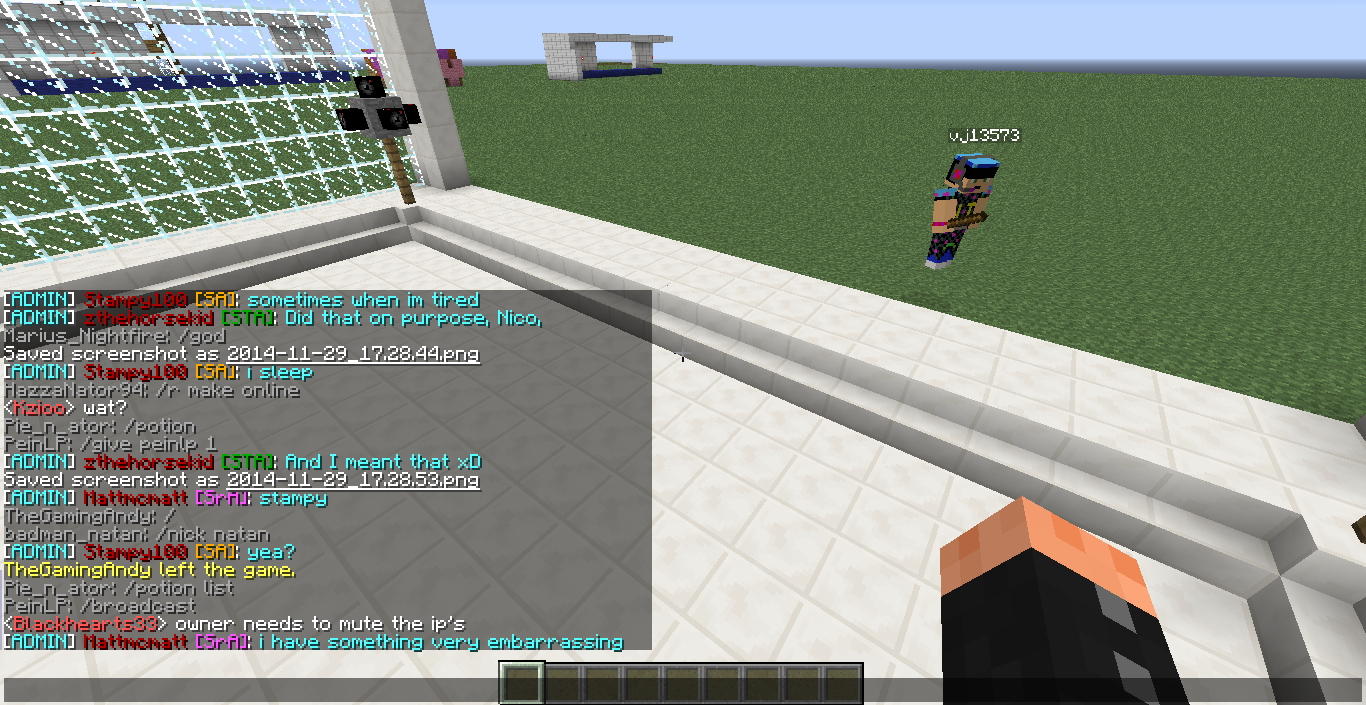 v.j13573
[ADMIN] Stampy100 [SA]: sometimes when im tired
[ADMIN] zthehorsekid [STA]: Did that on purpose, Nico,
Marius_Nightfire: /god
Saved screenshot as 2014-11-29_17.28.44.png
[ADMIN] Stampy100 [SA]: i sleep
HazzaNator94: /r make online
<Kzioo> wat?
Pie_n_ator: /potion
PeinLP: /give peinlp 1
[ADMIN] zthehorsekid [STA]: And I meant that xD
Saved screenshot as 2014-11-29_17.28.53.png
[ADMIN] Mattmcmatt [SrA]: stampy
TheGamingAndy: /
badman_natan: /nick natan
[ADMIN] Stampy100 [SA]: yea?
TheGamingAndy left the game.
Pie_n_ator: /potion list
PeinLP: /broadcast
<Blackhearts33> owner needs to mute the ip's
[ADMIN] Mattmcmatt [SrA]: i have something very embarrassing